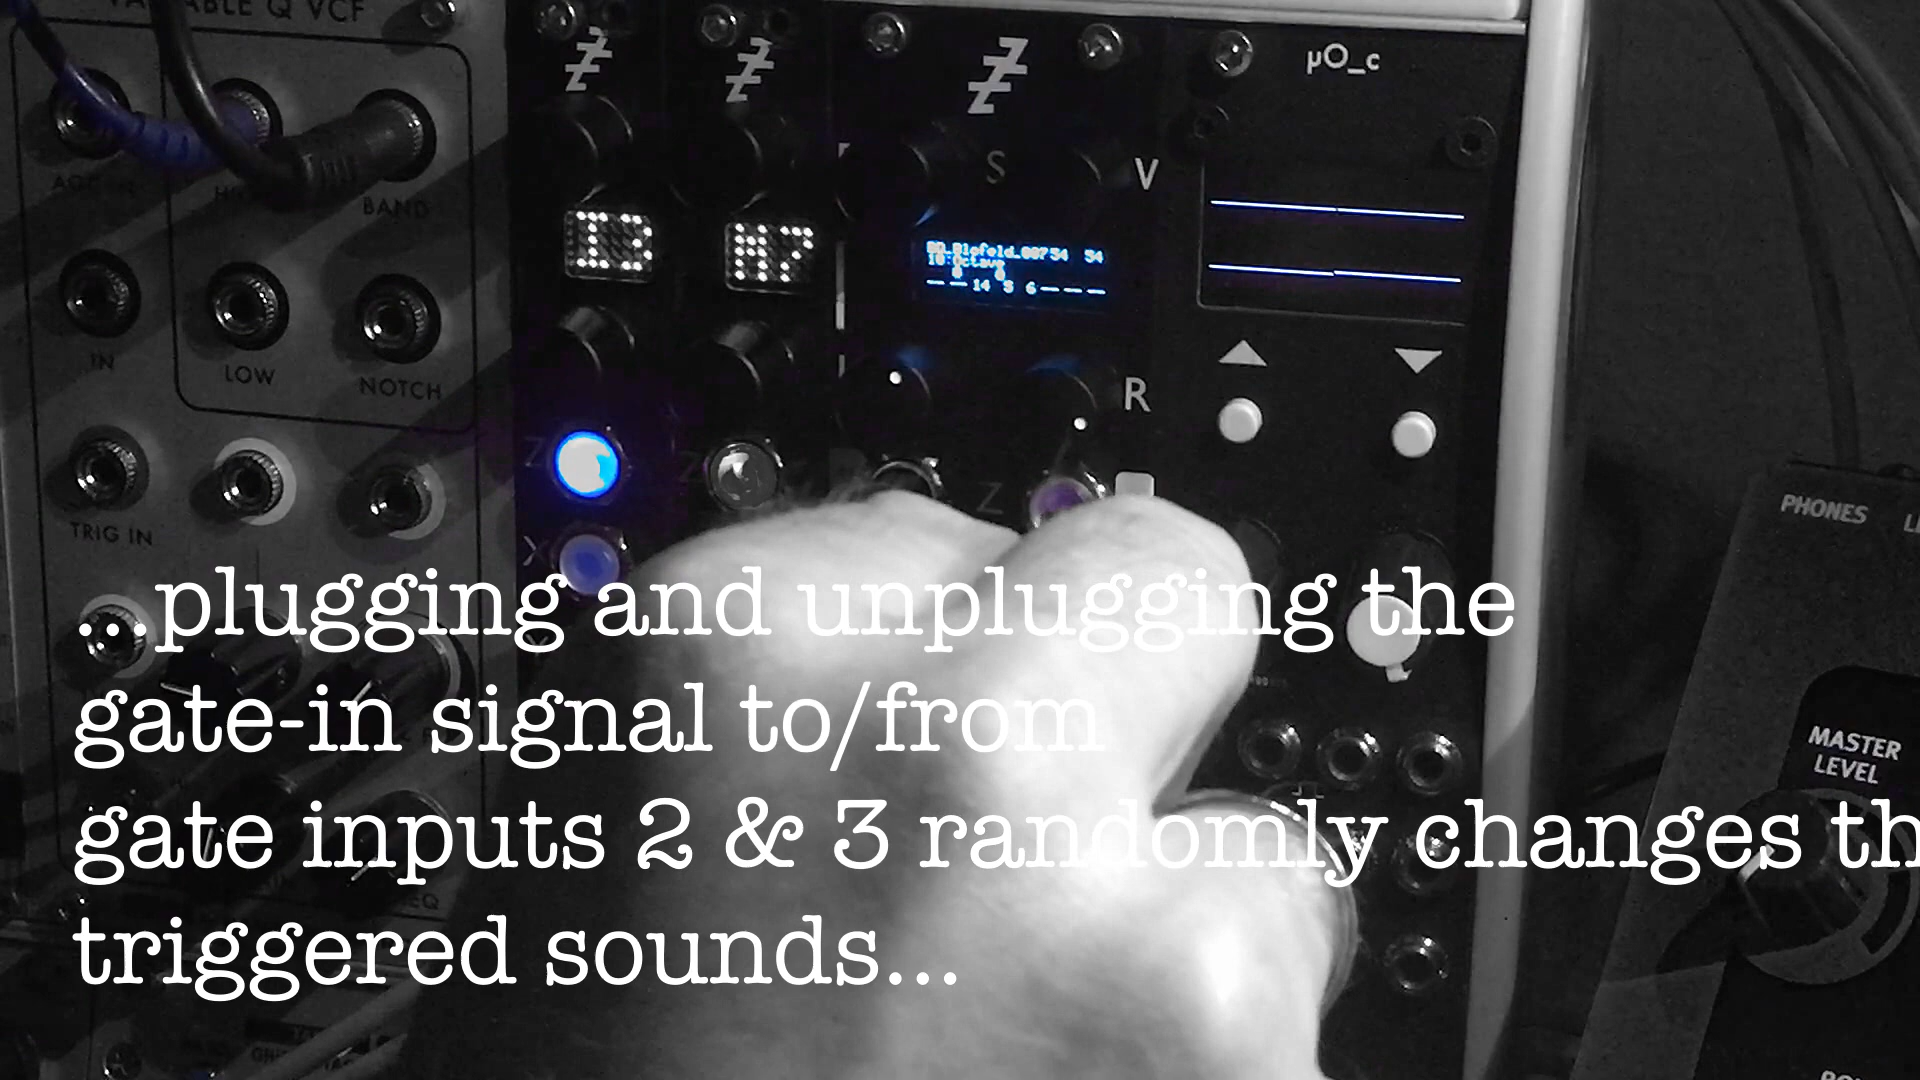 VARIABLE Q VCF
µO_c
S
V
BAND
IN
LOW
NOTCH
R
Z
Z
Z
TRIG IN
X
PHONES
...plugging and unplugging the
gate-in signal to/from
gate inputs 2 & 3 randomly changes th
triggered sounds...
MASTER
LEVEL